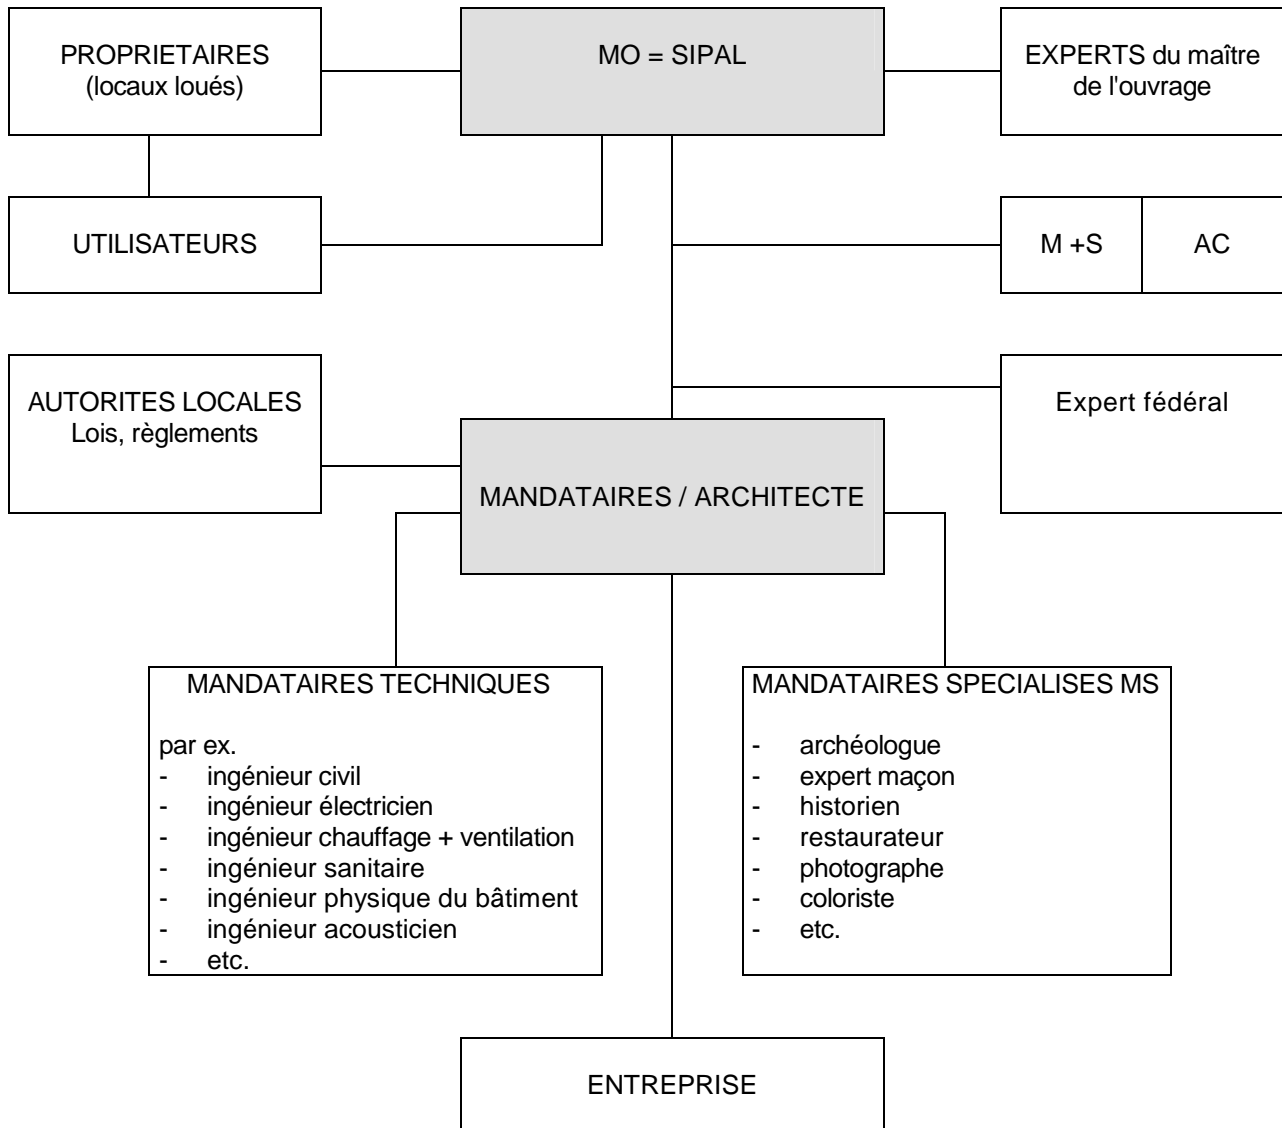 PROPRIETAIRES
(locaux loués)
MO = SIPAL
EXPERTS du maître
de l'ouvrage
UTILISATEURS
M +S
AC
AUTORITES LOCALES
Lois, règlements
Expert fédéral
MANDATAIRES / ARCHITECTE
MANDATAIRES TECHNIQUES
par ex.
- ingénieur civil
- ingénieur électricien
- ingénieur chauffage + ventilation
- ingénieur sanitaire
- ingénieur physique du bâtiment
- ingénieur acousticien
- etc.
MANDATAIRES SPECIALISES MS
- archéologue
- expert maçon
- historien
- restaurateur
- photographe
- coloriste
- etc.
ENTREPRISE